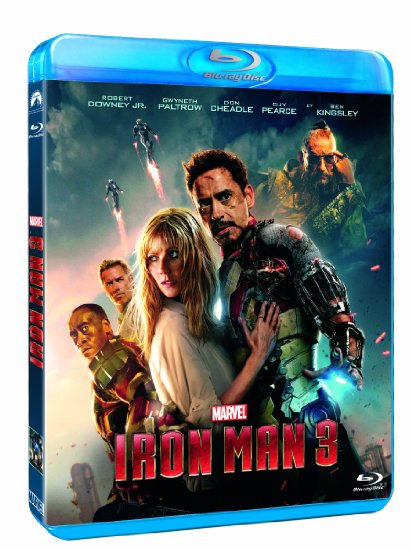 Blu-ray Disc
ROBERT DOWNEY JR.
GWYNETH PALTROW
DON CHEADLE
GUY PEARCE
ET
BEN KINGSLEY
MARVEL
IRON MAN 3
Blu-ray Disc
MARVEL
IRON MAN 3